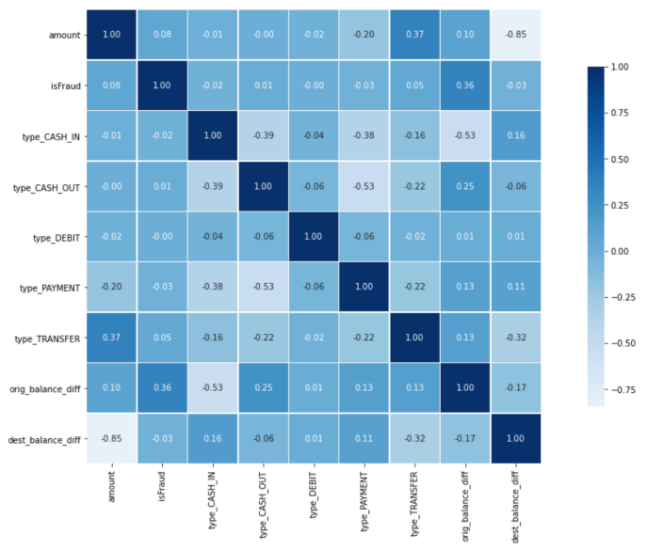 amount 1.00 0.08 -0.01 -0.00 -0.02 -0.20 0.37 0.10 -0.85
isFraud 0.08 1.00 -0.02 0.01 -0.00 -0.03 0.05 0.36 -0.03
type_CASH_IN -0.01 -0.02 1.00 -0.39 -0.04 -0.38 -0.16 -0.53 0.16
type_CASH_OUT -0.00 0.01 -0.39 1.00 -0.06 -0.53 -0.22 0.25 -0.06
type_DEBIT -0.02 -0.00 -0.04 -0.06 1.00 -0.06 -0.02 0.01 0.01
type_PAYMENT -0.20 -0.03 -0.38 -0.53 -0.06 1.00 -0.22 0.13 0.11
type_TRANSFER 0.37 0.05 -0.16 -0.22 -0.02 -0.22 1.00 0.13 -0.32
orig_balance_diff 0.10 0.36 -0.53 0.25 0.01 0.13 0.13 1.00 -0.17
dest_balance_diff -0.85 -0.03 0.16 -0.06 0.01 0.11 -0.32 -0.17 1.00
amount
isFraud
type_CASH_IN
type_CASH_OUT
type_DEBIT
type_PAYMENT
type_TRANSFER
orig_balance_diff
dest_balance_diff
1.00
0.75
0.50
0.25
0.00
−0.25
−0.50
−0.75